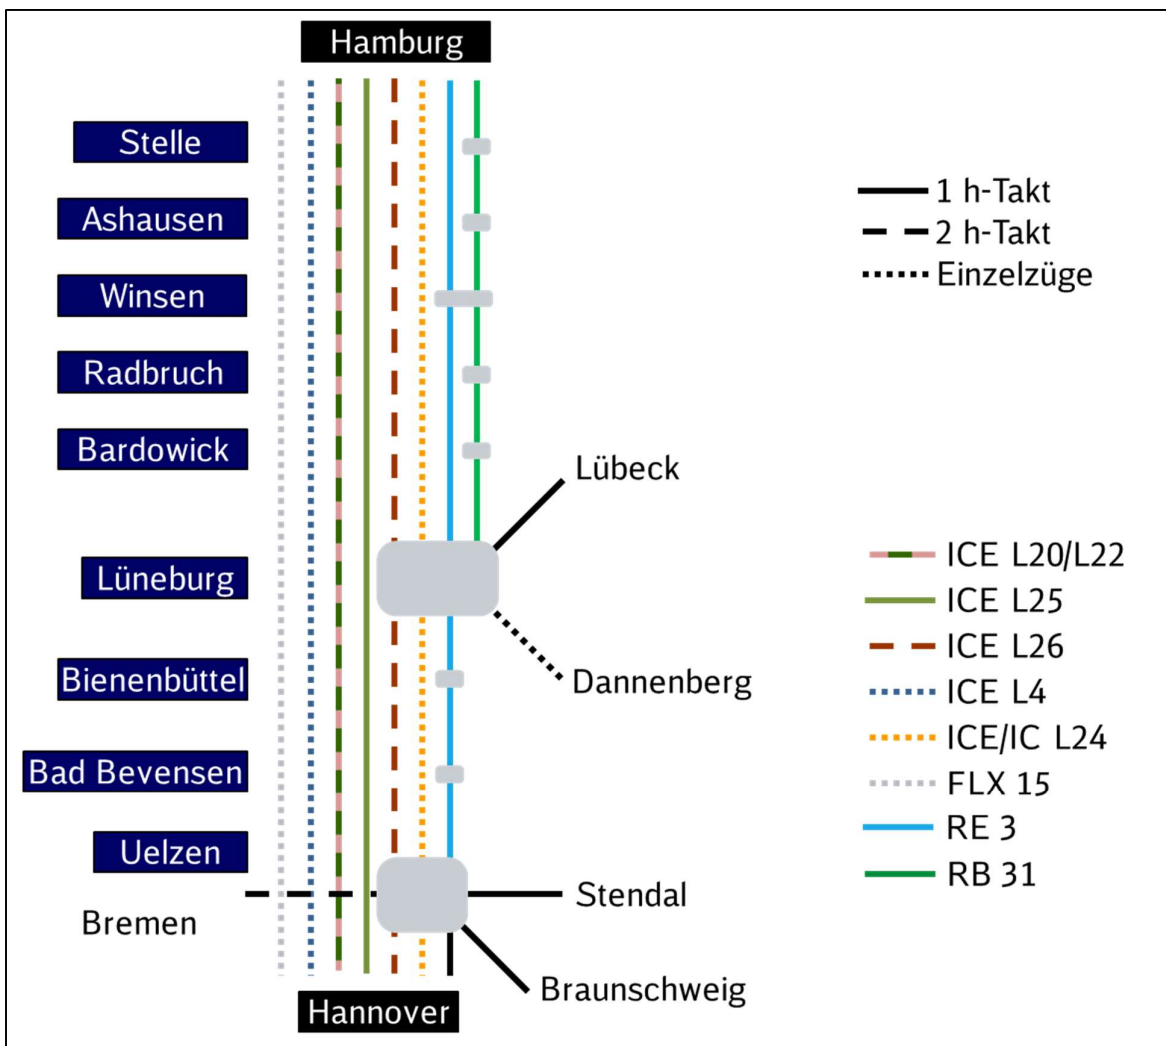 Hamburg
Stelle
Ashausen
Winsen
Radbruch
Bardowick
Lüneburg
Bienenbüttel
Bad Bevensen
Uelzen
Bremen
Hannover
Lübeck
Dannenberg
Stendal
Braunschweig
1 h-Takt
2 h-Takt
Einzelzüge
ICE L20/L22
ICE L25
ICE L26
ICE L4
ICE/IC L24
FLX 15
RE 3
RB 31